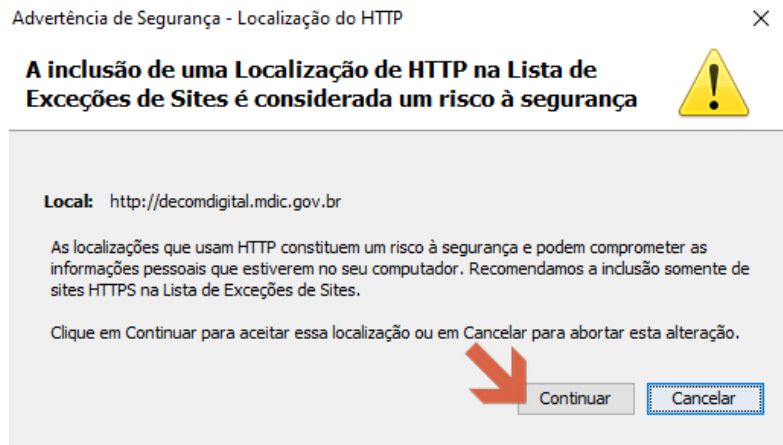 Advertência de Segurança - Localização do HTTP
A inclusão de uma Localização de HTTP na Lista de
Exceções de Sites é considerada um risco à segurança
Local: http://decomdigital.mdic.gov.br
As localizações que usam HTTP constituem um risco à segurança e podem comprometer as
informações pessoais que estiverem no seu computador. Recomendamos a inclusão somente de
sites HTTPS na Lista de Exceções de Sites.
Clique em Continuar para aceitar essa localização ou em Cancelar para abortar esta alteração.
Continuar Cancelar